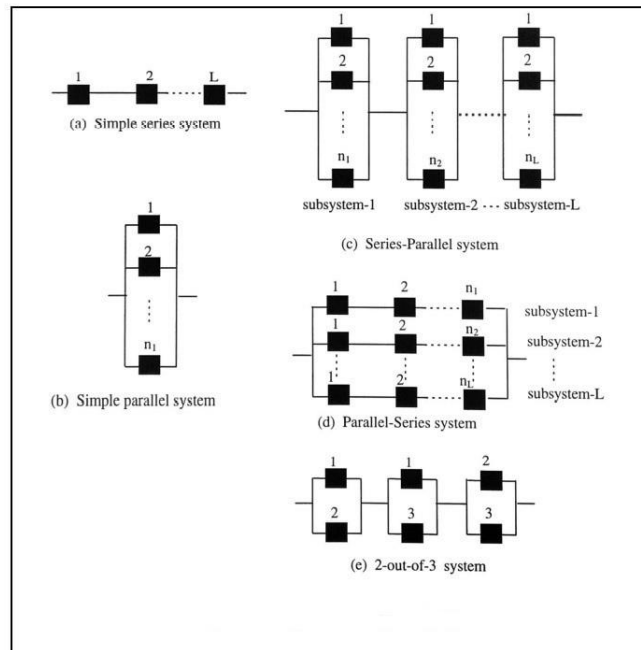 1 2 L
(a) Simple series system
1
2
n1
(b) Simple parallel system
1 1 1
2 2 2
n1 n2 nL
subsystem-1 subsystem-2 subsystem-L
(c) Series-Parallel system
1 2 n1 subsystem-1
1 2 n2 subsystem-2
1 2 nL subsystem-L
(d) Parallel-Series system
1 1 2
2 3 3
(e) 2-out-of-3 system